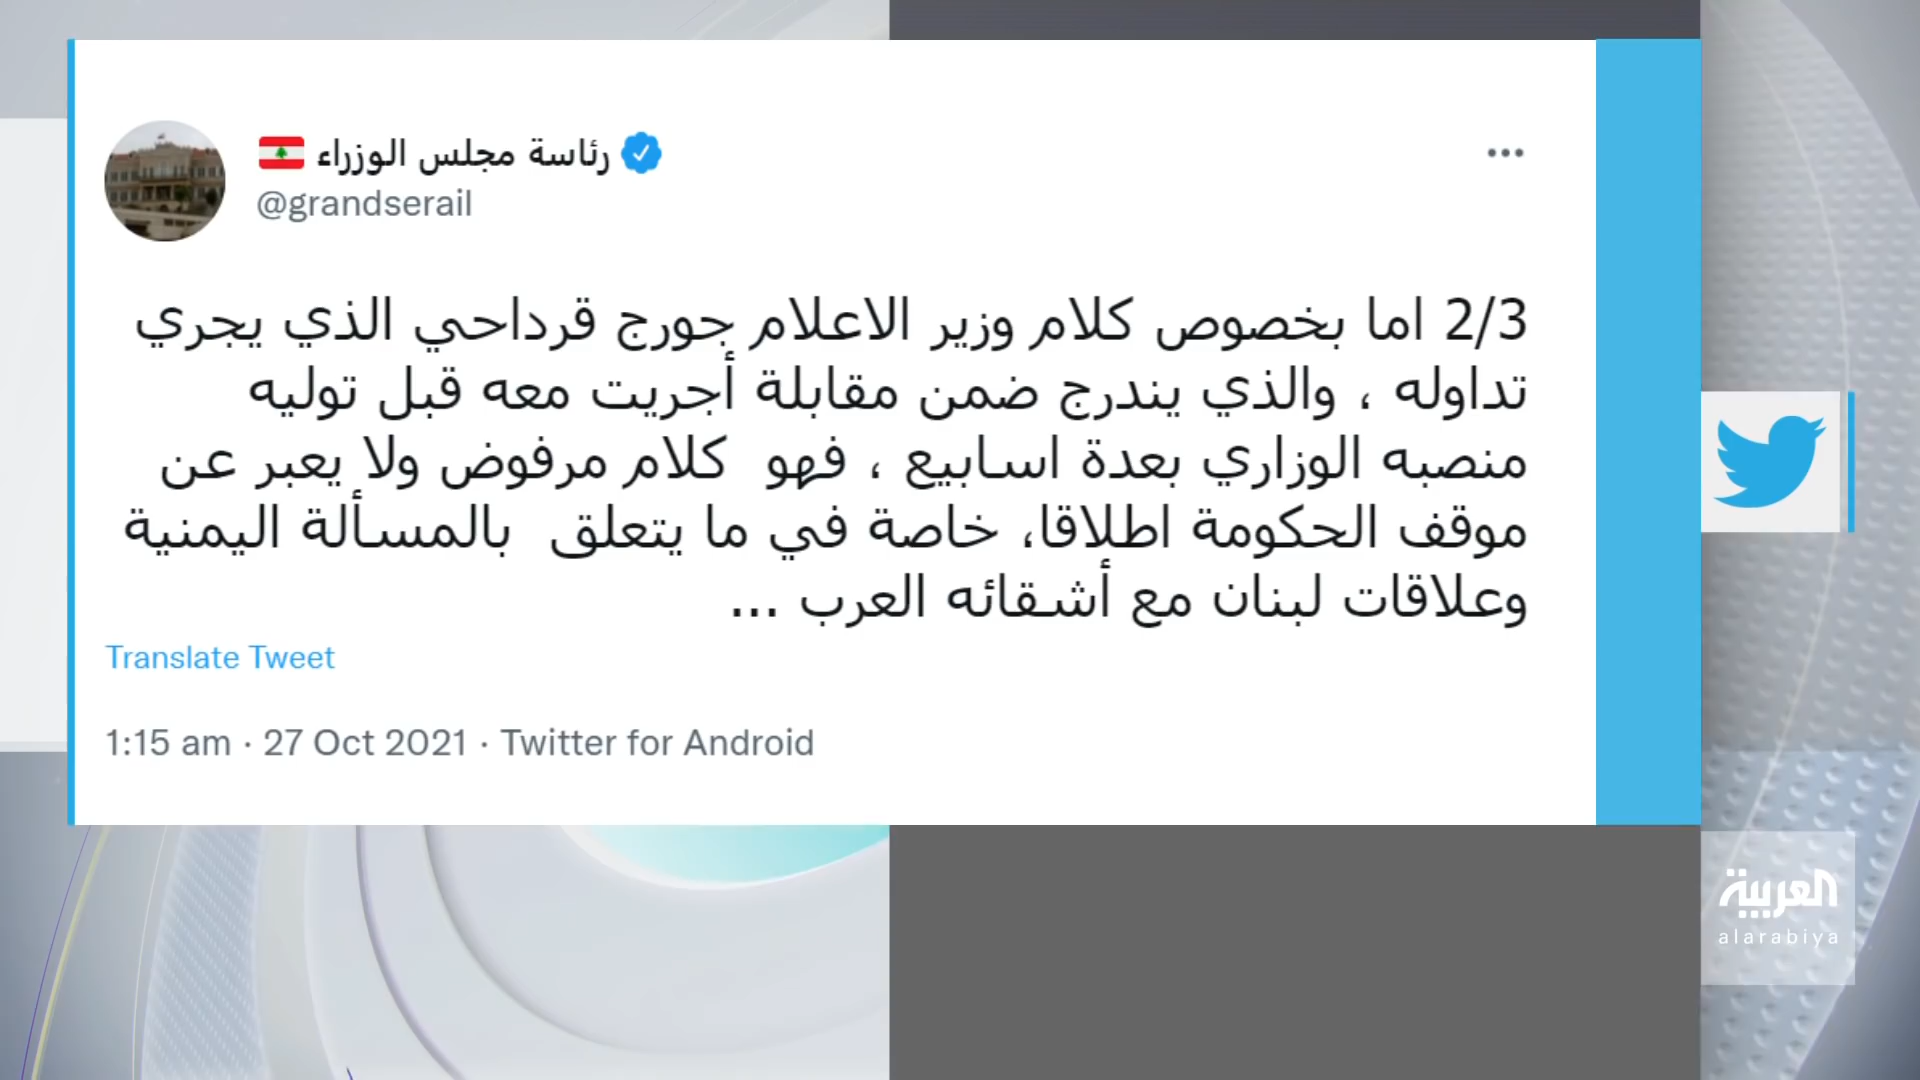 رئاسة مجلس الوزراء
@grandserail
2/3 اما بخصوص كلام وزير الاعلام جورج قرداحي الذي يجري
تداوله ، والذي يندرج ضمن مقابلة أجريت معه قبل توليه
منصبه الوزاري بعدة اسابيع ، فهو  كلام مرفوض ولا يعبر عن
موقف الحكومة اطلاقا، خاصة في ما يتعلق  بالمسألة اليمنية
وعلاقات لبنان مع أشقائه العرب ...
Translate Tweet
1:15 am · 27 Oct 2021 · Twitter for Android
العربية
alarabiya